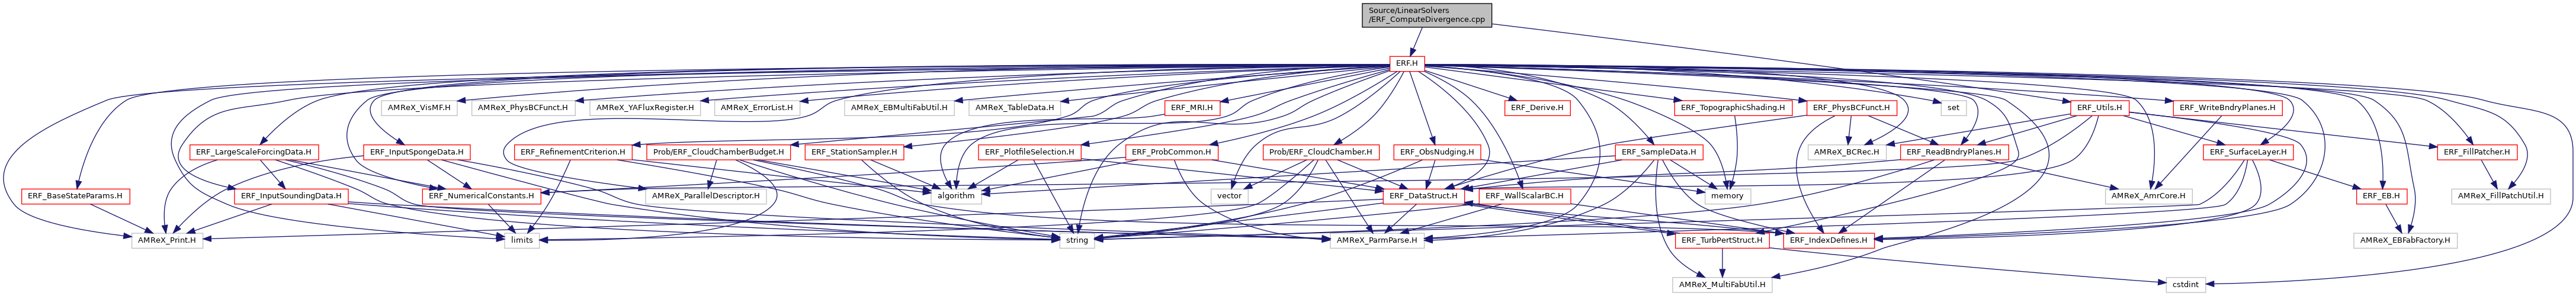 Source/LinearSolvers
/ERF_ComputeDivergence.cpp
ERF.H
AMReX_VisMF.H
AMReX_PhysBCFunct.H
AMReX_YAFluxRegister.H
AMReX_ErrorList.H
AMReX_EBMultiFabUtil.H
AMReX_TableData.H
ERF_MRI.H
ERF_Derive.H
ERF_TopographicShading.H
ERF_PhysBCFunct.H
set
ERF_Utils.H
ERF_WriteBndryPlanes.H
ERF_LargeScaleForcingData.H
ERF_InputSpongeData.H
ERF_RefinementCriterion.H
Prob/ERF_CloudChamberBudget.H
ERF_StationSampler.H
ERF_PlotfileSelection.H
ERF_ProbCommon.H
Prob/ERF_CloudChamber.H
ERF_ObsNudging.H
ERF_SampleData.H
AMReX_BCRec.H
ERF_ReadBndryPlanes.H
ERF_SurfaceLayer.H
ERF_FillPatcher.H
ERF_BaseStateParams.H
ERF_InputSoundingData.H
ERF_NumericalConstants.H
AMReX_ParallelDescriptor.H
algorithm
vector
ERF_DataStruct.H
ERF_WallScalarBC.H
memory
AMReX_AmrCore.H
ERF_EB.H
AMReX_FillPatchUtil.H
AMReX_Print.H
limits
string
AMReX_ParmParse.H
ERF_TurbPertStruct.H
ERF_IndexDefines.H
AMReX_EBFabFactory.H
AMReX_MultiFabUtil.H
cstdint